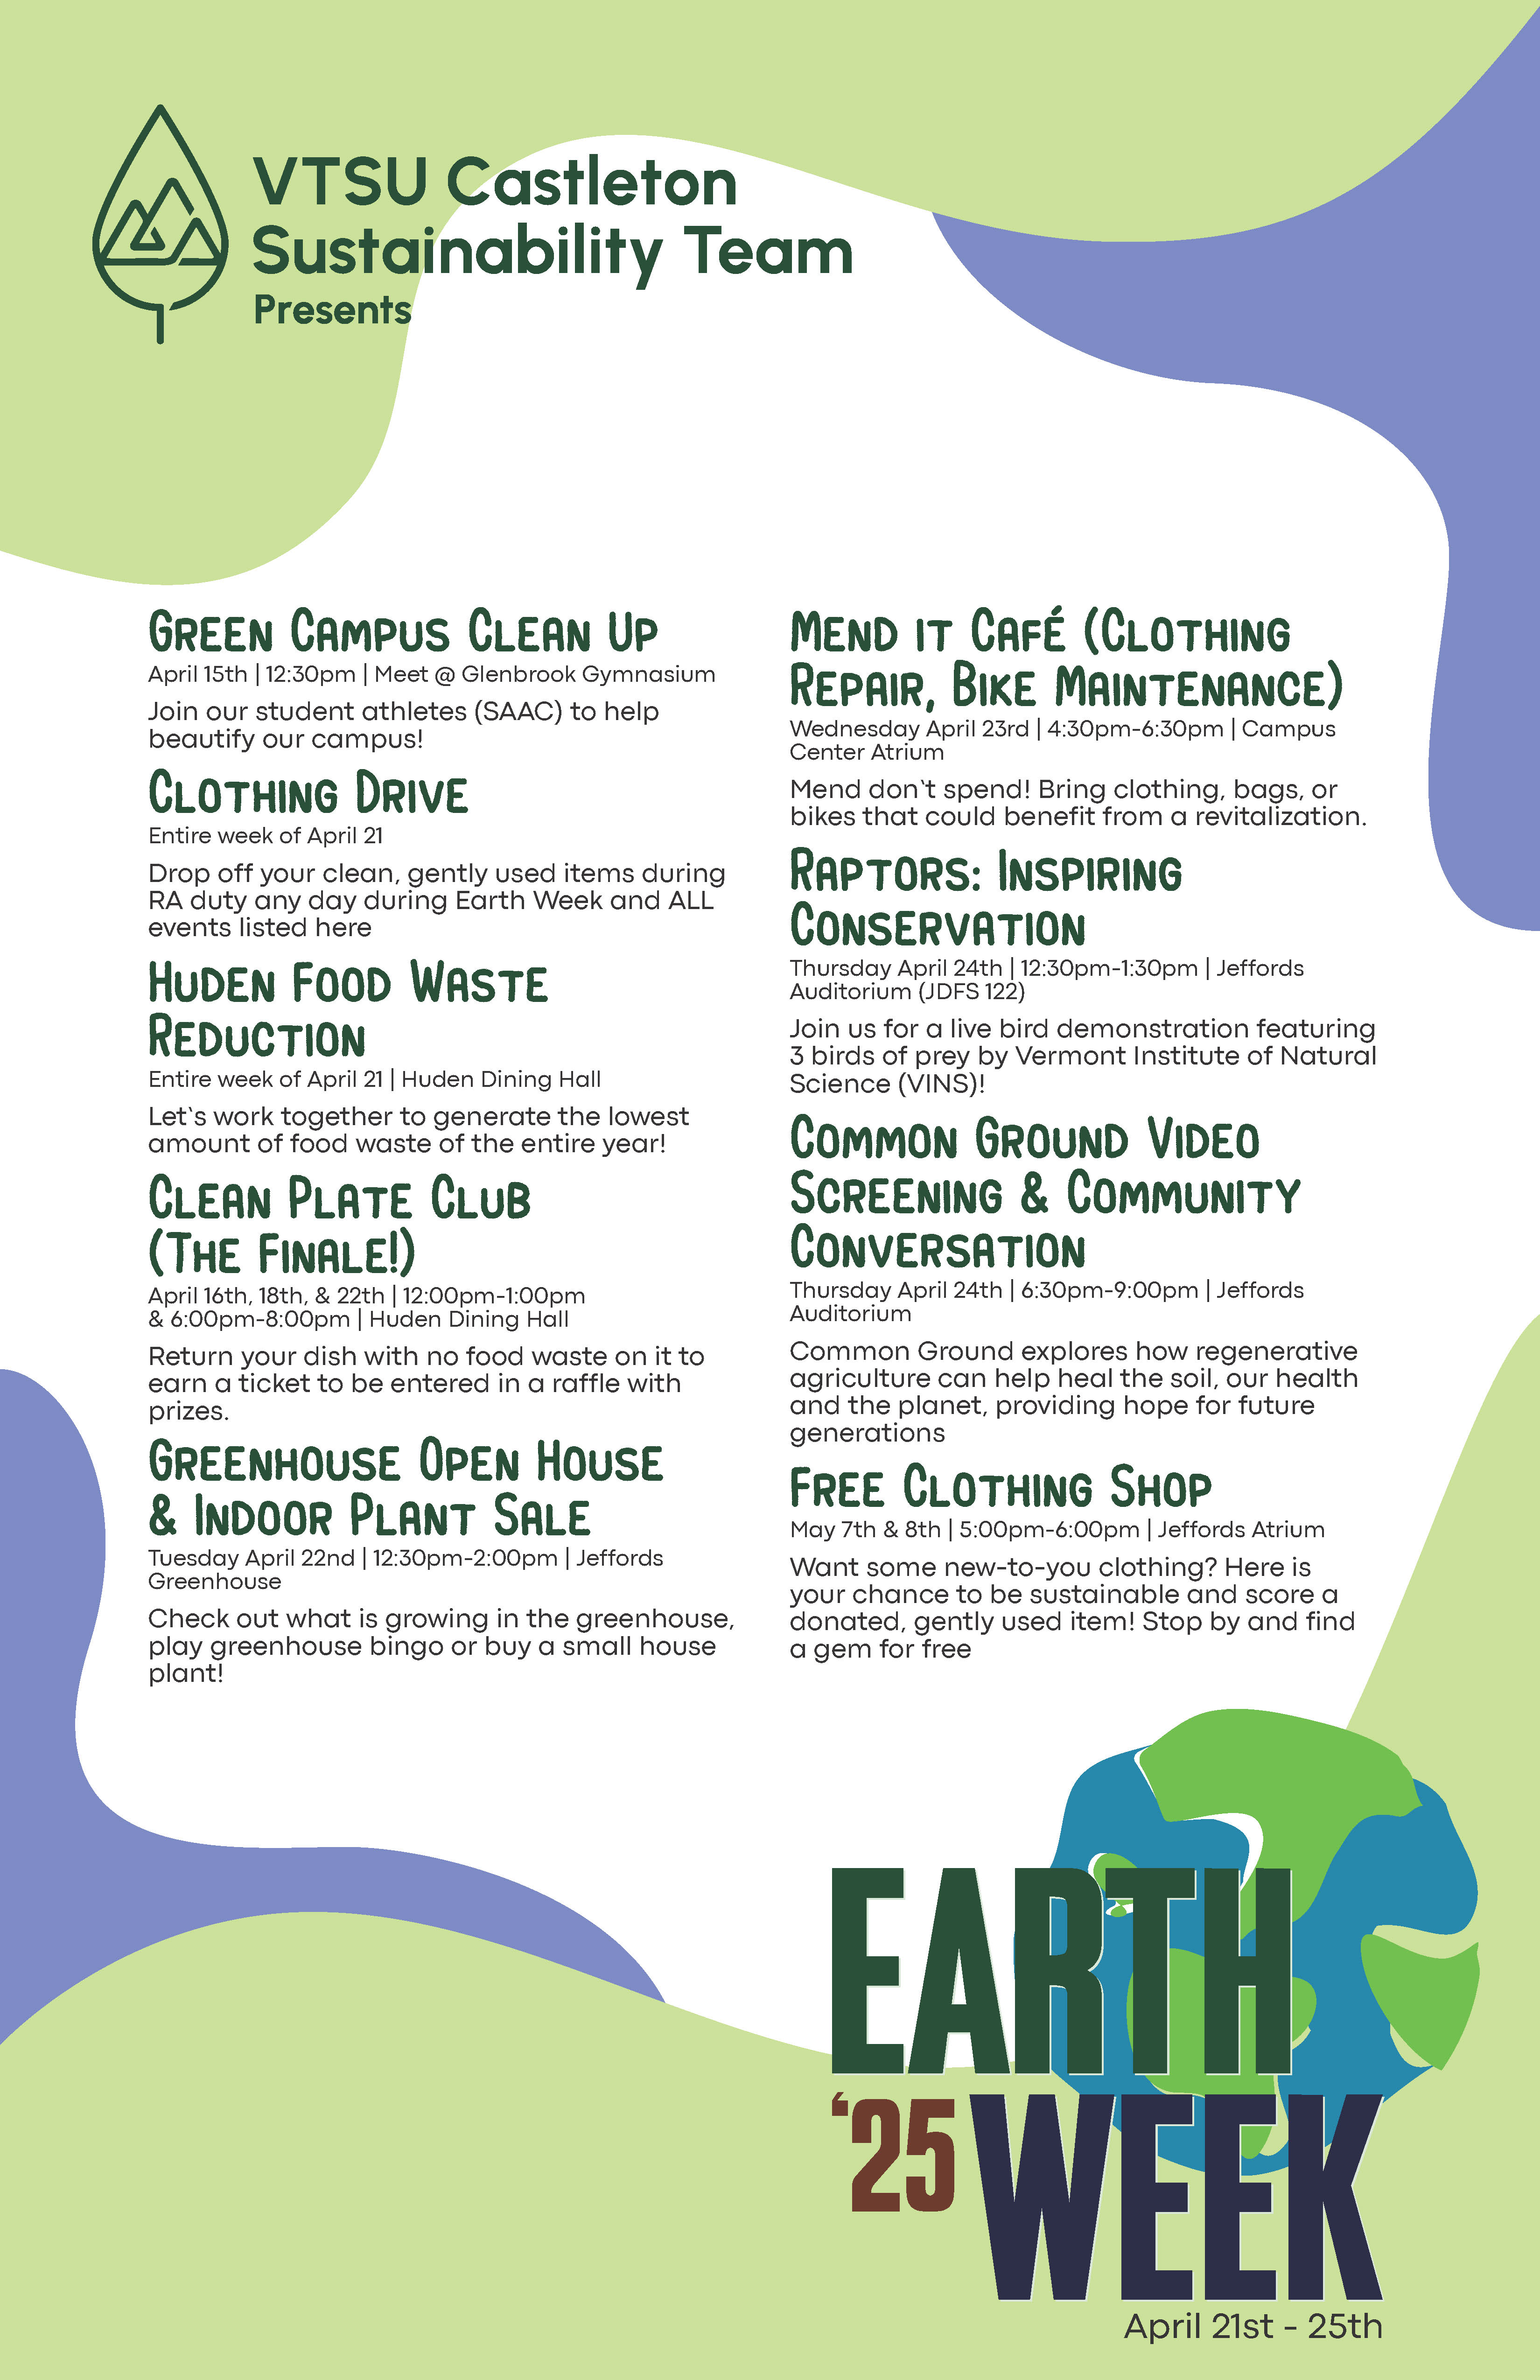 VTSU Castleton
Sustainability Team
Presents
Green Campus Clean Up
April 15th | 12:30pm | Meet @ Glenbrook Gymnasium
Join our student athletes (SAAC) to help
beautify our campus!
Clothing Drive
Entire week of April 21
Drop off your clean, gently used items during
RA duty any day during Earth Week and ALL
events listed here
Huden Food Waste
Reduction
Entire week of April 21 | Huden Dining Hall
Let's work together to generate the lowest
amount of food waste of the entire year!
Clean Plate Club
(The Finale!)
April 16th, 18th, & 22th | 12:00pm-1:00pm
& 6:00pm-8:00pm | Huden Dining Hall
Return your dish with no food waste on it to
earn a ticket to be entered in a raffle with
prizes.
Greenhouse Open House
& Indoor Plant Sale
Tuesday April 22nd | 12:30pm-2:00pm | Jeffords
Greenhouse
Check out what is growing in the greenhouse,
play greenhouse bingo or buy a small house
plant!
Mend it Café (Clothing
Repair, Bike Maintenance)
Wednesday April 23rd | 4:30pm-6:30pm | Campus
Center Atrium
Mend don't spend! Bring clothing, bags, or
bikes that could benefit from a revitalization.
Raptors: Inspiring
Conservation
Thursday April 24th | 12:30pm-1:30pm | Jeffords
Auditorium (JDFS 122)
Join us for a live bird demonstration featuring
3 birds of prey by Vermont Institute of Natural
Science (VINS)!
Common Ground Video
Screening & Community
Conversation
Thursday April 24th | 6:30pm-9:00pm | Jeffords
Auditorium
Common Ground explores how regenerative
agriculture can help heal the soil, our health
and the planet, providing hope for future
generations
Free Clothing Shop
May 7th & 8th | 5:00pm-6:00pm | Jeffords Atrium
Want some new-to-you clothing? Here is
your chance to be sustainable and score a
donated, gently used item! Stop by and find
a gem for free
EARTH
'25 WEEK
April 21st - 25th